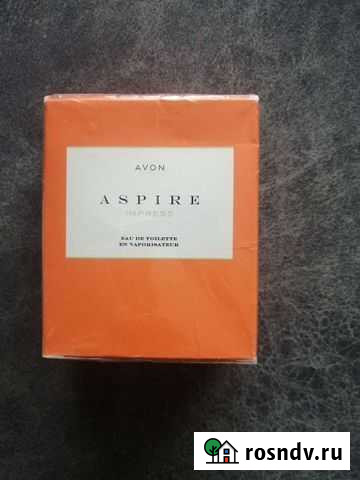 AVON
ASPIRE
IMPRESS
EAU DE TOILETTE
EN VAPORISATEUR
rosndv.ru